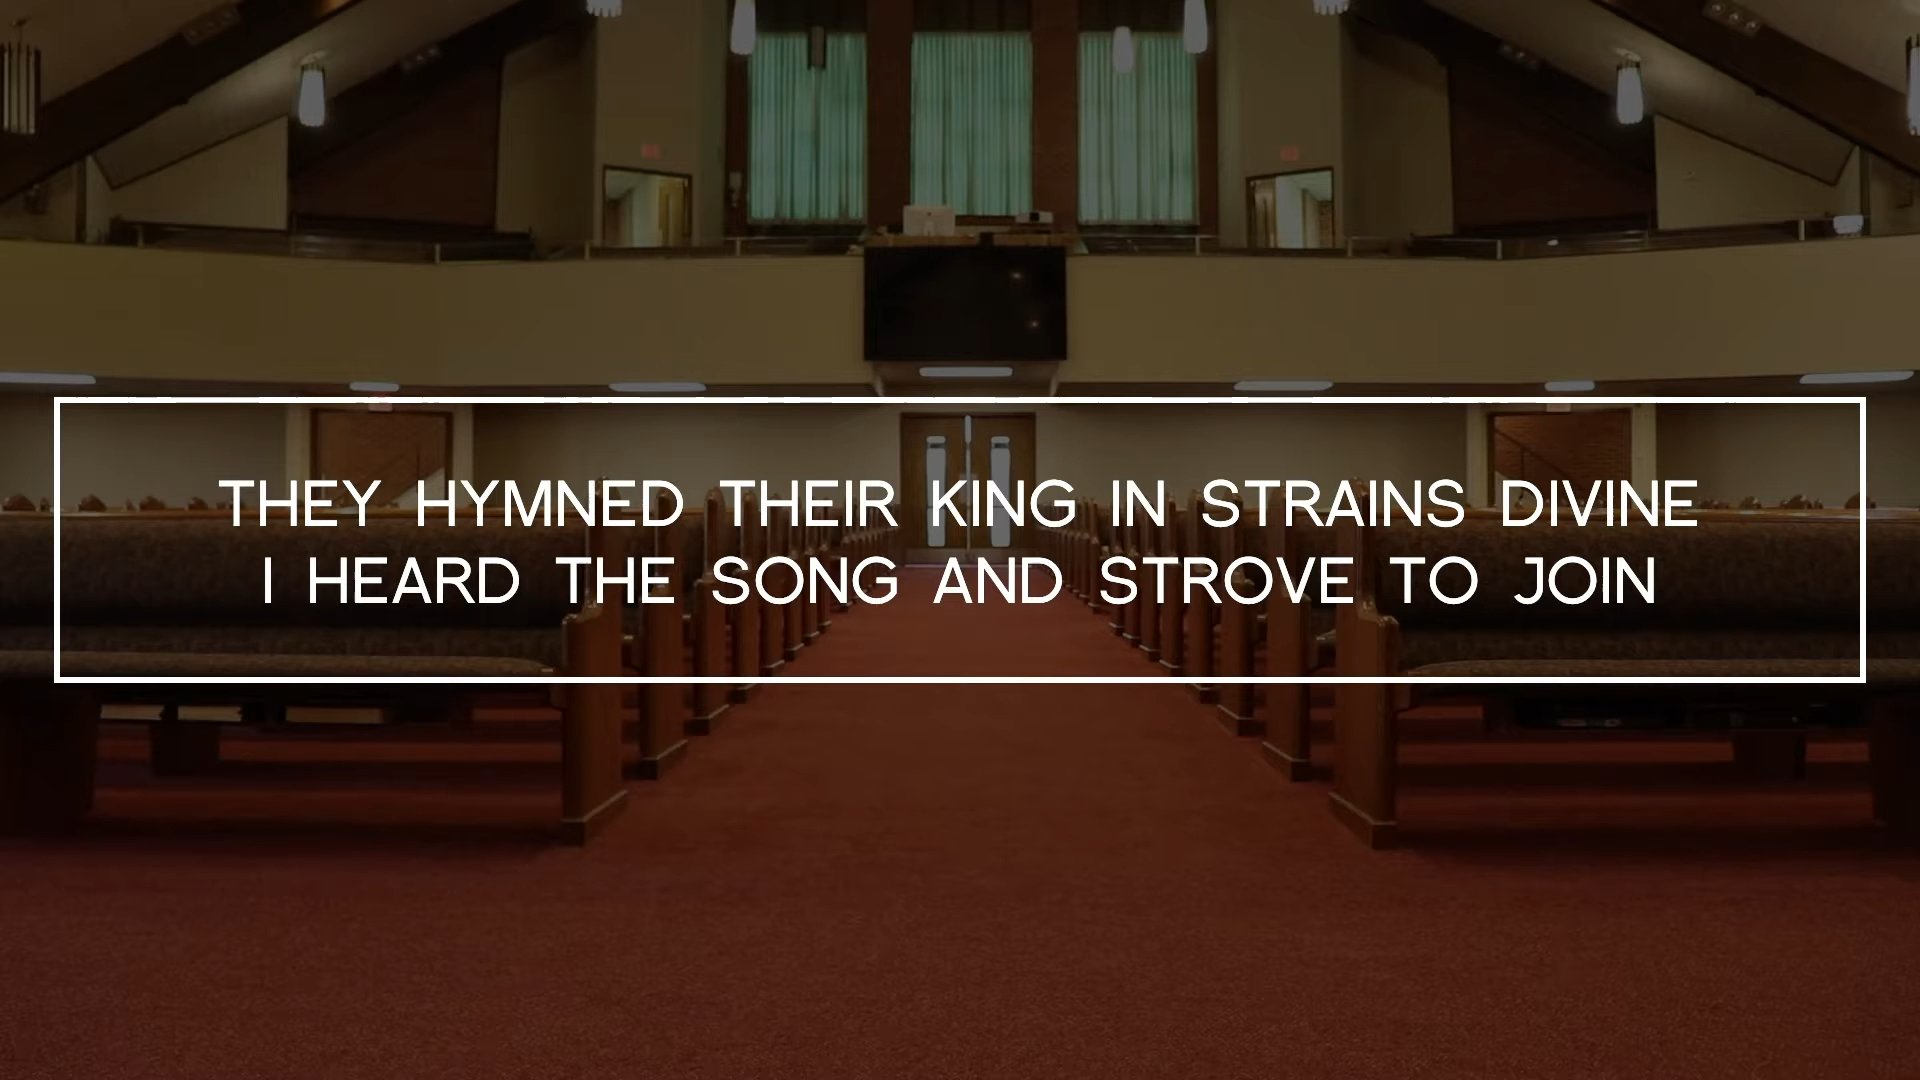 THEY HYMNED THEIR KING IN STRAINS DIVINE
I HEARD THE SONG AND STROVE TO JOIN